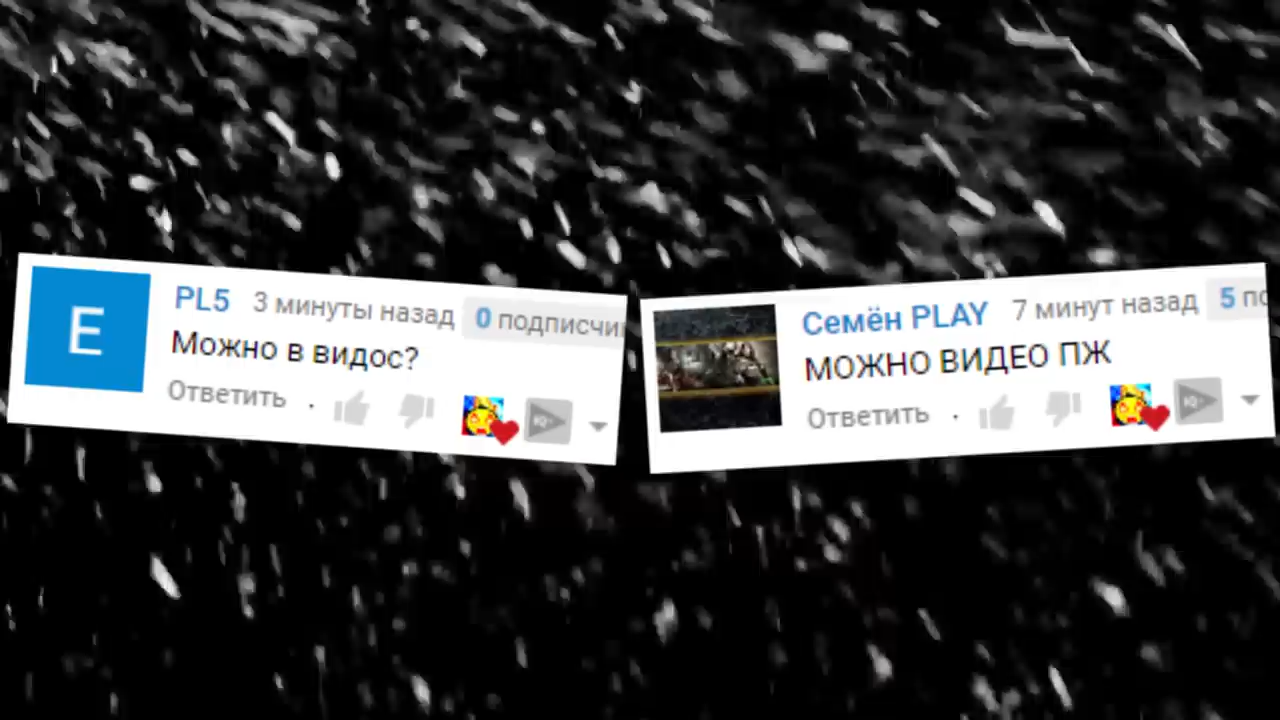 E
PL5 3 минуты назад 0 подписчи
Можно в видос?
Ответить
Семён PLAY 7 минут назад 5 по
МОЖНО ВИДЕО ПЖ
Ответить